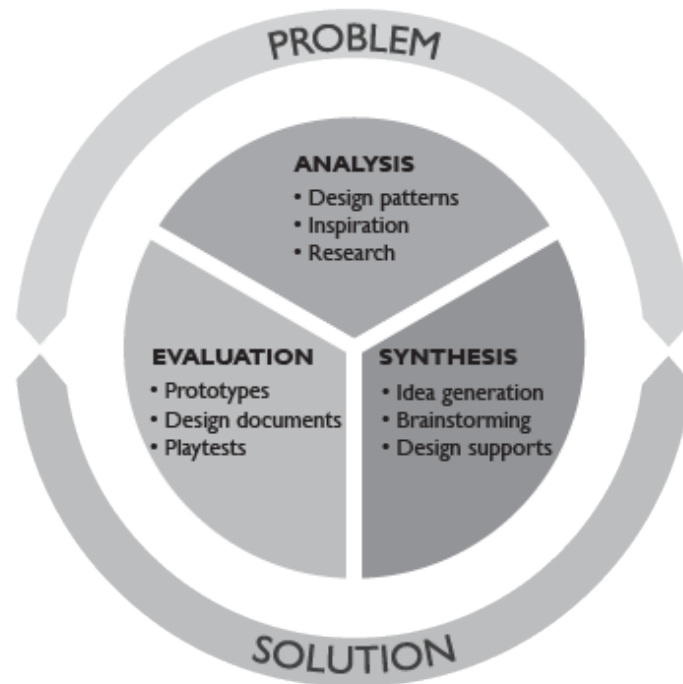 PROBLEM
ANALYSIS
• Design patterns
• Inspiration
• Research
EVALUATION
• Prototypes
• Design documents
• Playtests
SYNTHESIS
• Idea generation
• Brainstorming
• Design supports
SOLUTION